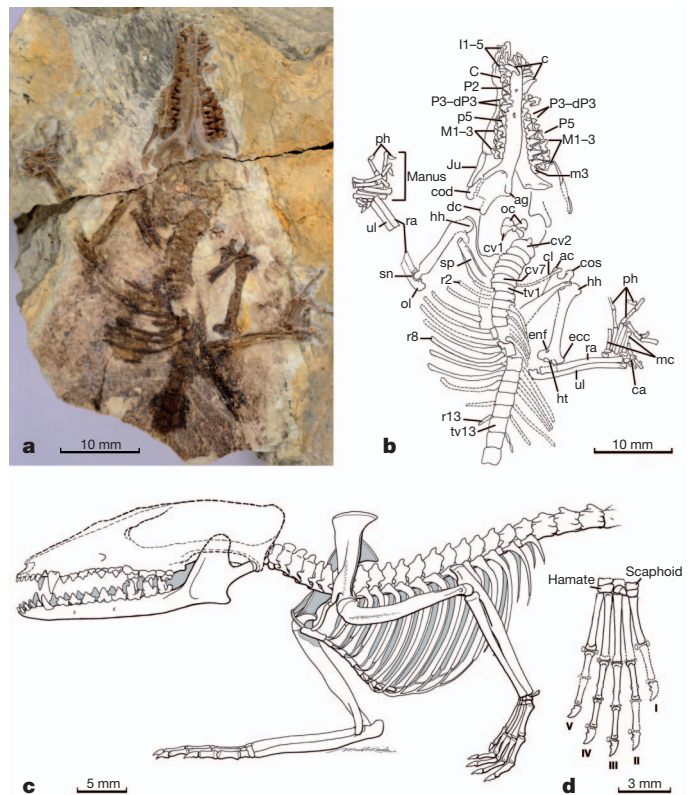 I1–5
c
C
P2
P3–dP3
P3–dP3
p5
P5
M1–3
M1–3
m3
ph
Manus
Ju
cod
ag
dc
oc
ul
ra
hh
cv1
cv2
cl
ac
sp
cv7
cos
sn
r2
tv1
hh
ph
ol
r8
enf
ecc
ra
mc
ht
ul
ca
r13
tv13
a
10 mm
b
10 mm
Hamate
Scaphoid
I
V
IV
III
II
c
5 mm
d
3 mm